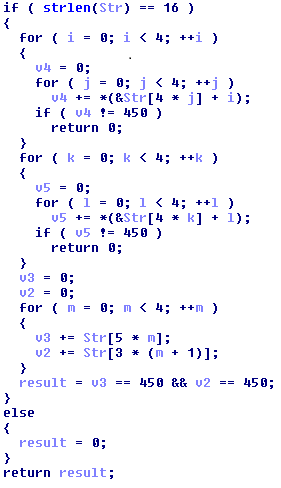 if ( strlen(Str) == 16 )
{
for ( i = 0; i < 4; ++i )
{
v4 = 0;
for ( j = 0; j < 4; ++j )
v4 += *(&Str[4 * j] + i);
if ( v4 != 450 )
return 0;
}
for ( k = 0; k < 4; ++k )
{
v5 = 0;
for ( l = 0; l < 4; ++l )
v5 += *(&Str[4 * k] + l);
if ( v5 != 450 )
return 0;
}
v3 = 0;
v2 = 0;
for ( m = 0; m < 4; ++m )
{
v3 += Str[5 * m];
v2 += Str[3 * (m + 1)];
}
result = v3 == 450 && v2 == 450;
}
else
{
result = 0;
}
return result;